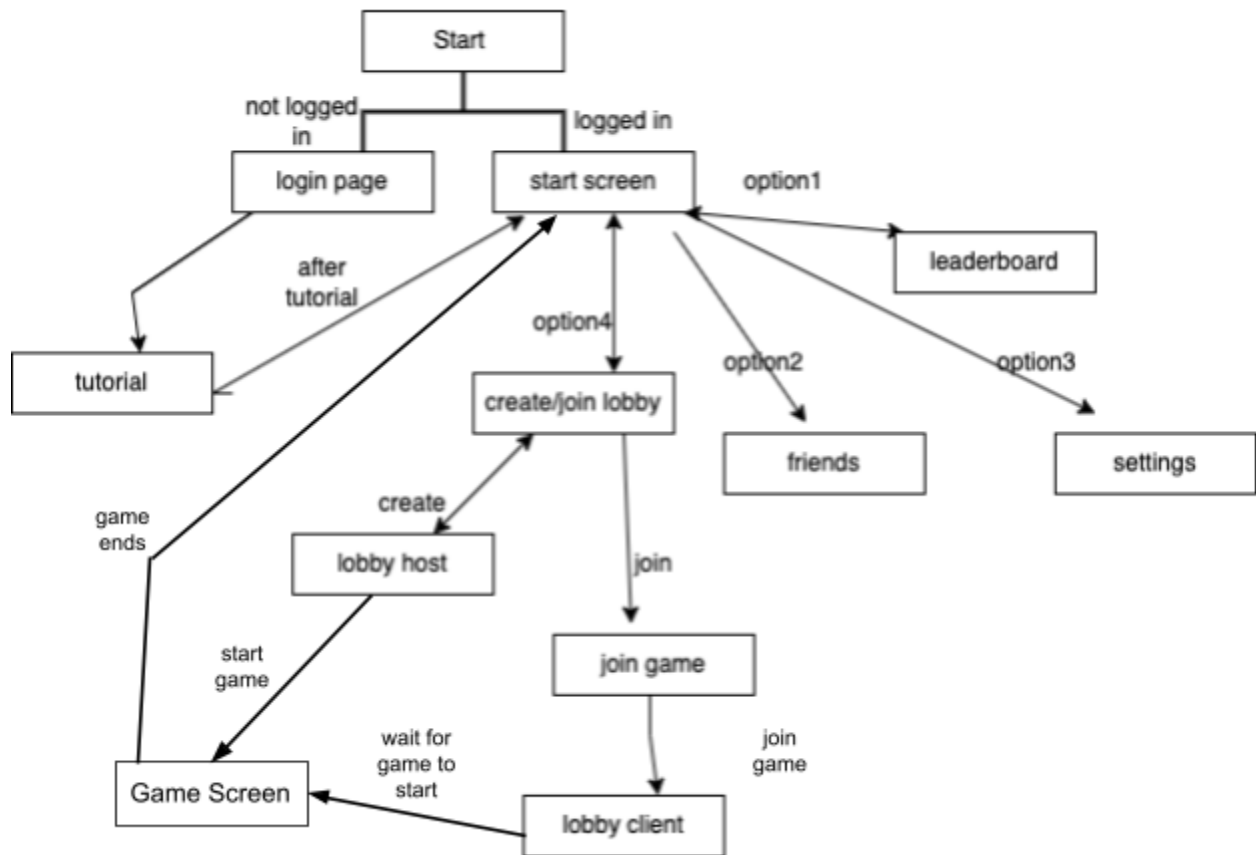 Start
not logged
in
logged in
login page
start screen
option1
leaderboard
after
tutorial
option4
option2
option3
tutorial
create/join lobby
friends
settings
create
game
ends
lobby host
join
start
game
join game
wait for
game to
start
join
game
Game Screen
lobby client